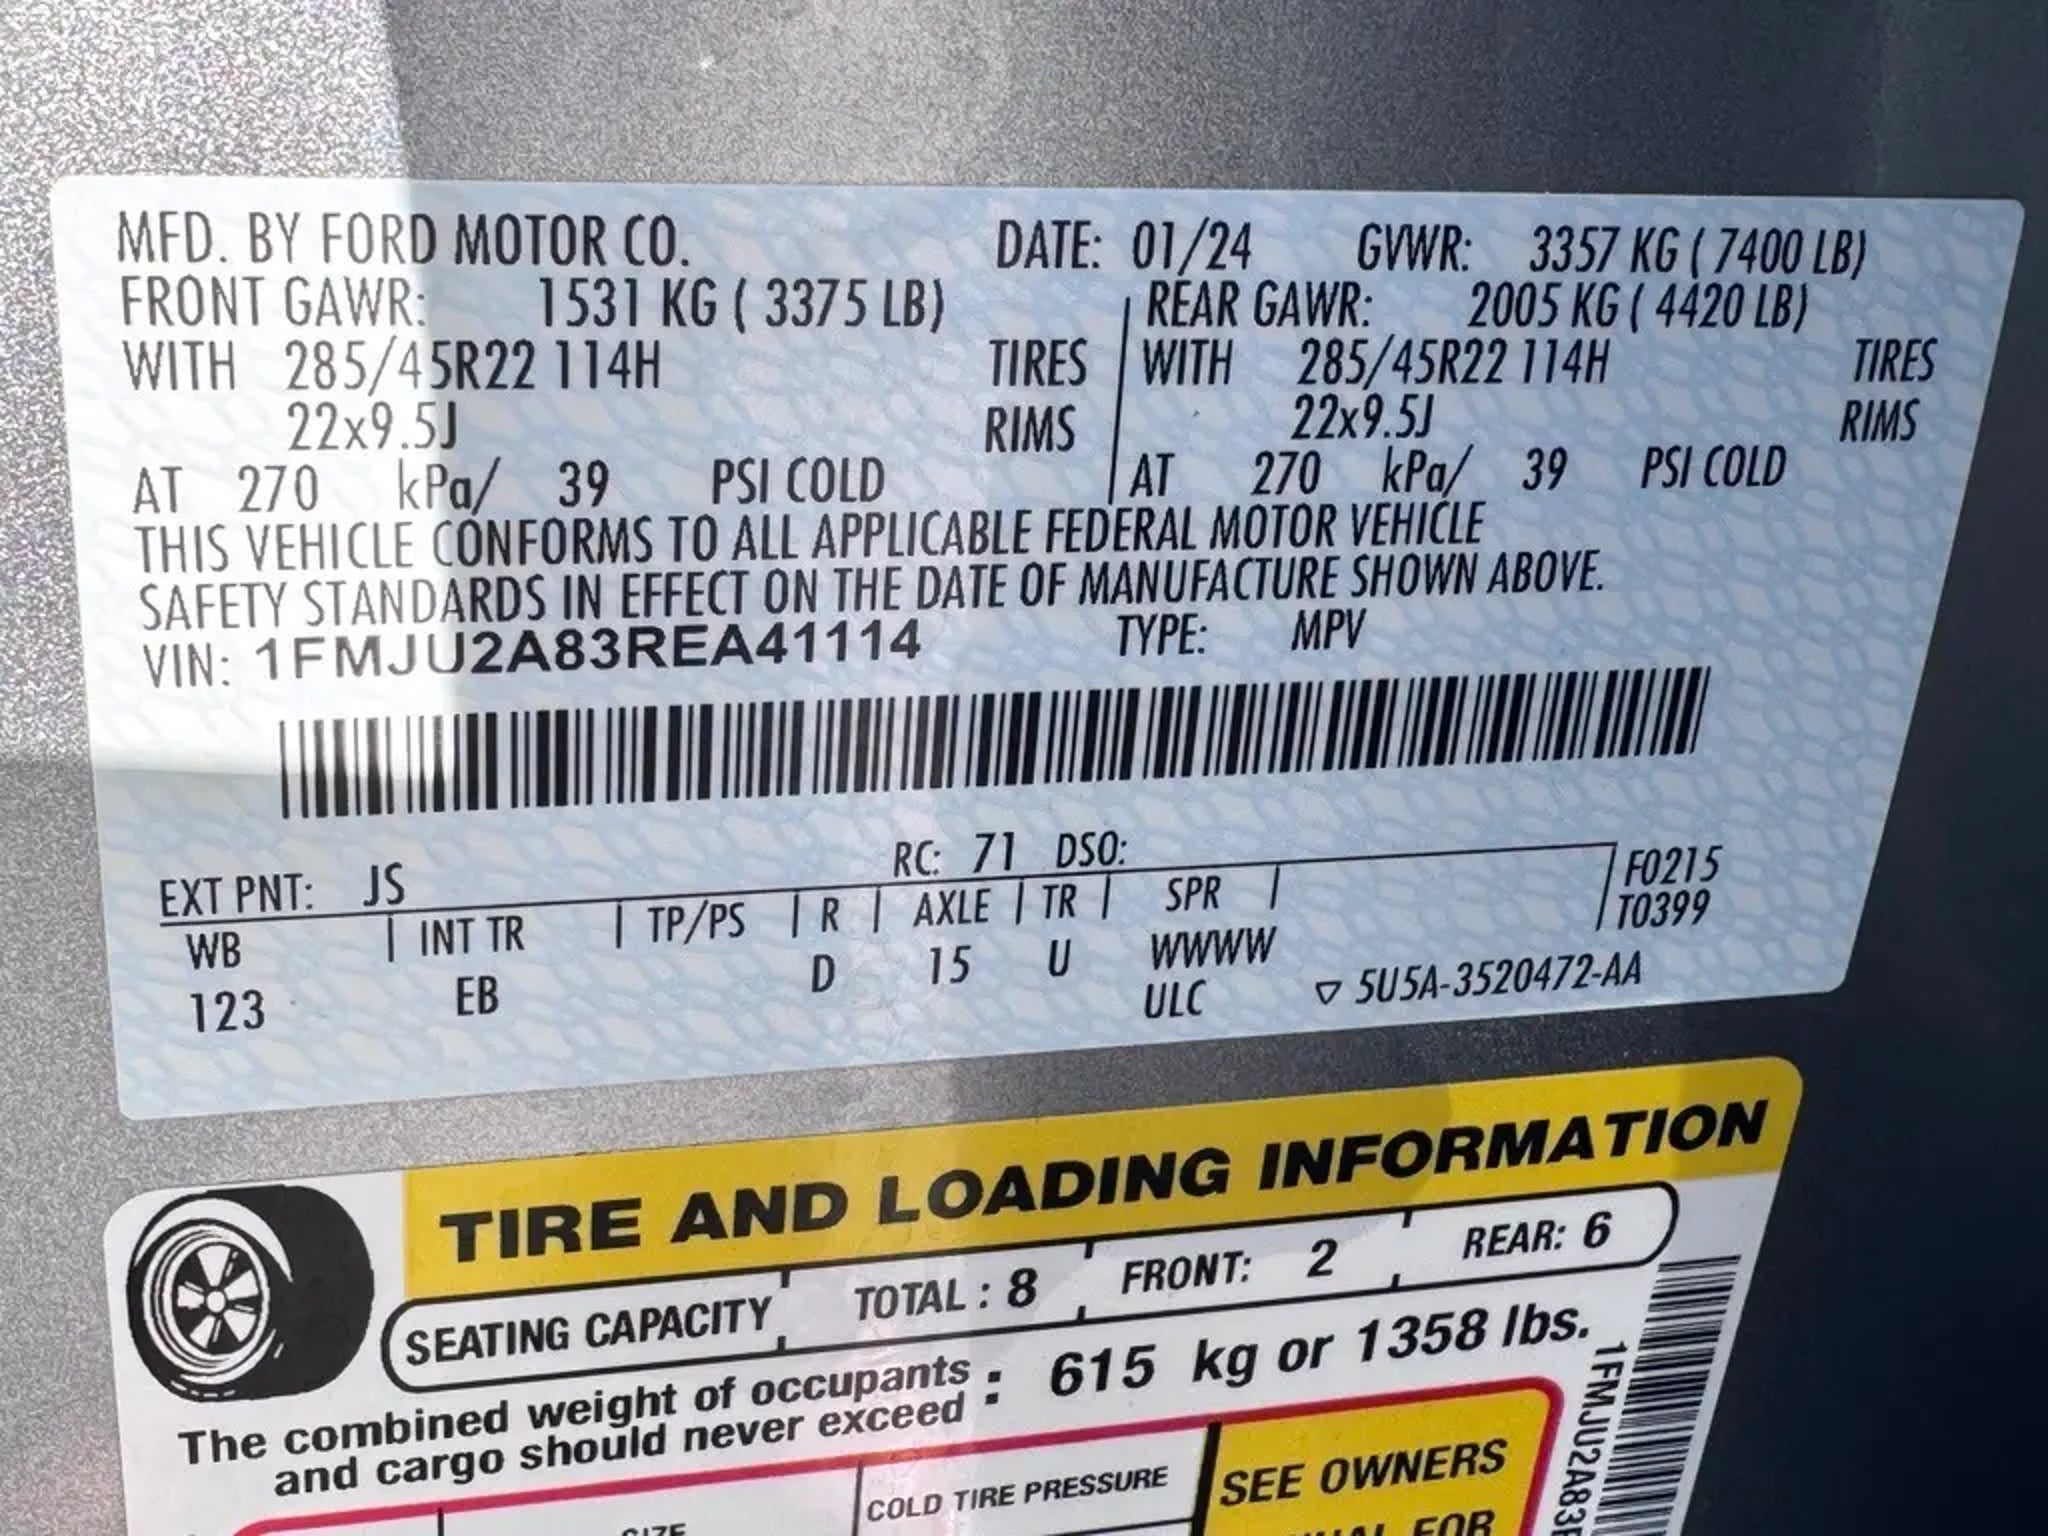 MFD. BY FORD MOTOR CO. DATE: 01/24 GVWR: 3357 KG ( 7400 LB)
FRONT GAWR: 1531 KG ( 3375 LB) REAR GAWR: 2005 KG ( 4420 LB)
WITH 285/45R22 114H TIRES WITH 285/45R22 114H TIRES
22x9.5J RIMS 22x9.5J RIMS
AT 270 kPa/ 39 PSI COLD AT 270 kPa/ 39 PSI COLD
THIS VEHICLE CONFORMS TO ALL APPLICABLE FEDERAL MOTOR VEHICLE
SAFETY STANDARDS IN EFFECT ON THE DATE OF MANUFACTURE SHOWN ABOVE.
VIN: 1FMJU2A83REA41114 TYPE: MPV
EXT PNT: JS RC: 71 DSO:
WB INT TR TP/PS R AXLE TR SPR F0215
T0399
123 EB D 15 U WWWW
ULC ▽ 5U5A-3520472-AA
TIRE AND LOADING INFORMATION
SEATING CAPACITY TOTAL : 8 FRONT: 2 REAR: 6
The combined weight of occupants
and cargo should never exceed : 615 kg or 1358 lbs.
COLD TIRE PRESSURE
SEE OWNERS
FOR
1FMJU2A83